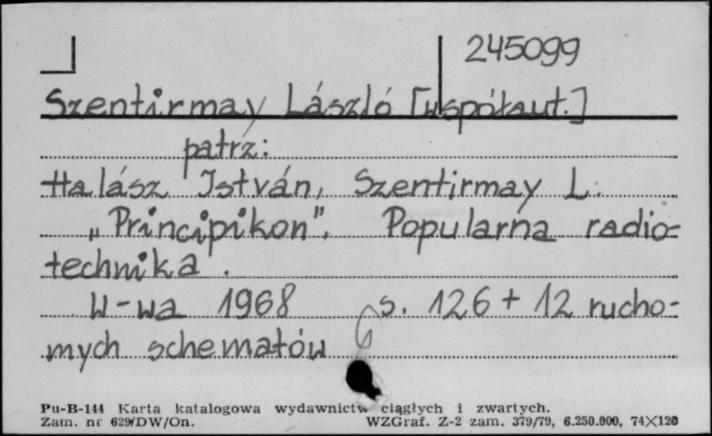 245099
Szentirmay László [współaut.]
patrz:
Halász István, Szentirmay L.
„Principikon". Popularna radio-
technika.
W-wa 1968 s. 126 + 12 rucho-
mych schematów
Pu-B-144 Karta katalogowa wydawnictw ciągłych i zwartych.
Zam. nr 629/DW/On. WZGraf. Z-2 zam. 379/79, 6.250.000, 74×120